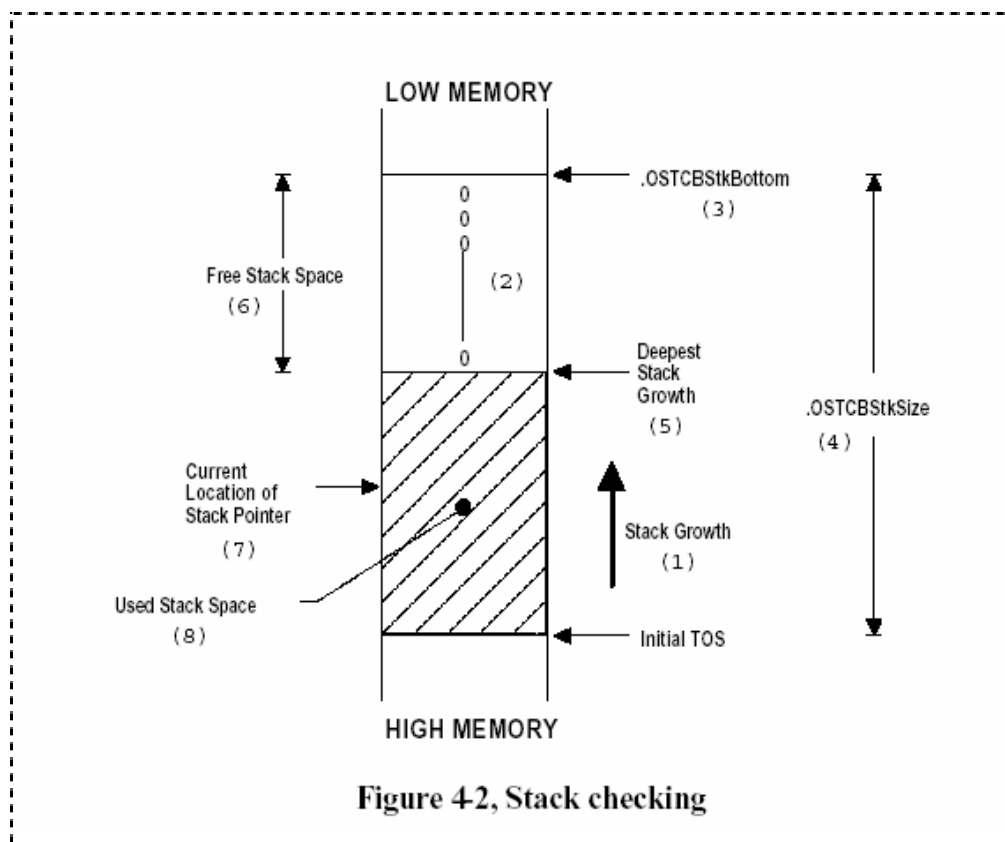 LOW MEMORY
.OSTCBStkBottom
(3)
0
0
0
(2)
Free Stack Space
(6)
0
Deepest
Stack
Growth
(5)
.OSTCBStkSize
(4)
Current
Location of
Stack Pointer
(7)
Stack Growth
(1)
Used Stack Space
(8)
Initial TOS
HIGH MEMORY
Figure 4-2, Stack checking